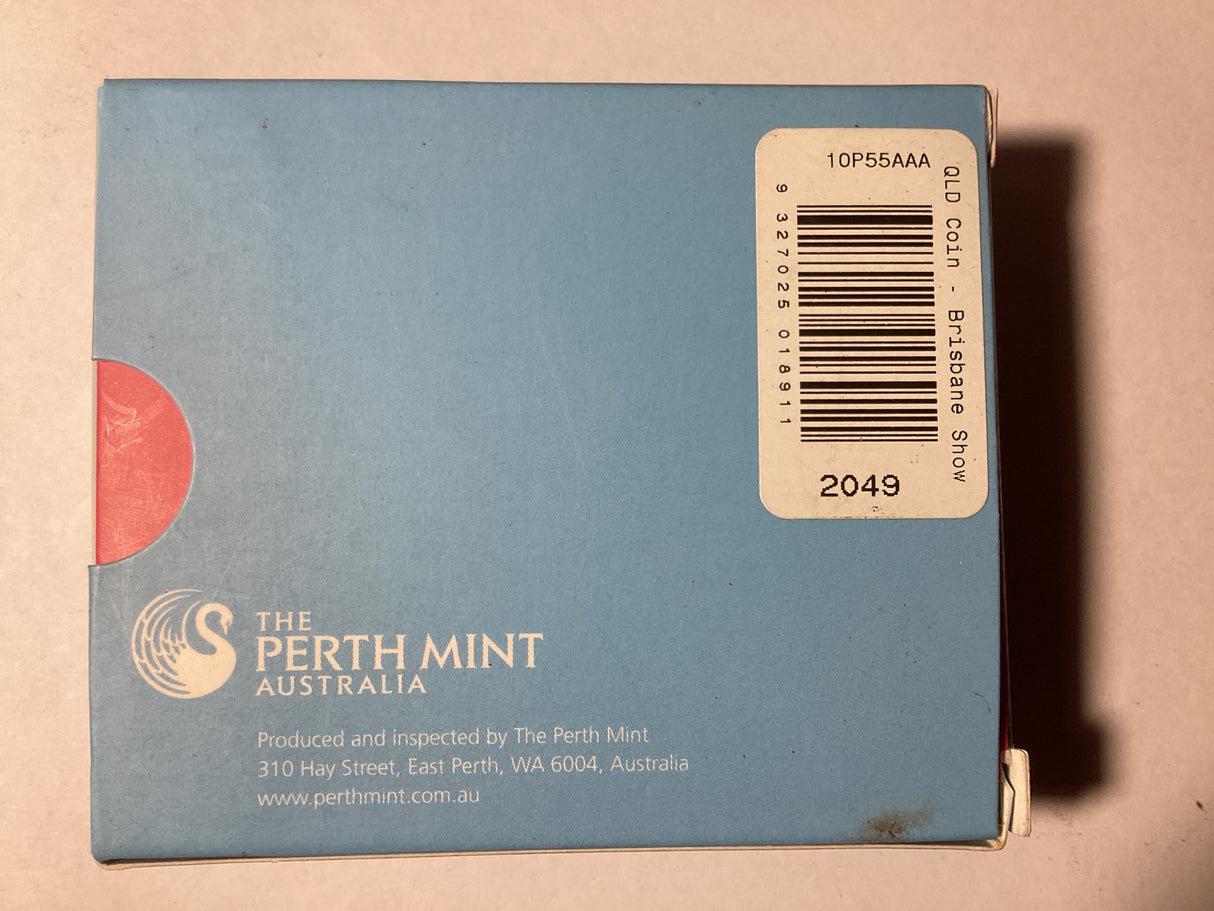 10P55AAA
QLD Coin - Brisbane Show
9 327025 018911
2049
THE
PERTH MINT
AUSTRALIA
Produced and inspected by The Perth Mint
310 Hay Street, East Perth, WA 6004, Australia
www.perthmint.com.au